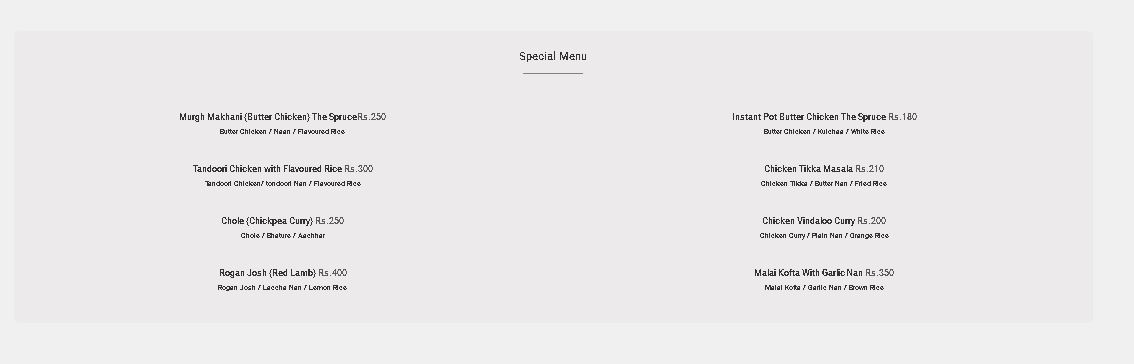 Special Menu
Murgh Makhani {Butter Chicken} The SpruceRs.250
Butter Chicken / Naan / Flavoured Rice
Tandoori Chicken with Flavoured Rice Rs.300
Tandoori Chicken/ tondoori Nan / Flavoured Rice
Chole {Chickpea Curry} Rs.250
Chole / Bhature / Aachhar
Rogan Josh {Red Lamb} Rs.400
Rogan Josh / Laccha Nan / Lemon Rice
Instant Pot Butter Chicken The Spruce Rs.180
Butter Chicken / Kulchaa / White Rice
Chicken Tikka Masala Rs.210
Chicken Tikka / Butter Nan / Fried Rice
Chicken Vindaloo Curry Rs.200
Chicken Curry / Plain Nan / Orange Rice
Malai Kofta With Garlic Nan Rs.350
Malai Kofta / Garlic Nan / Brown Rice